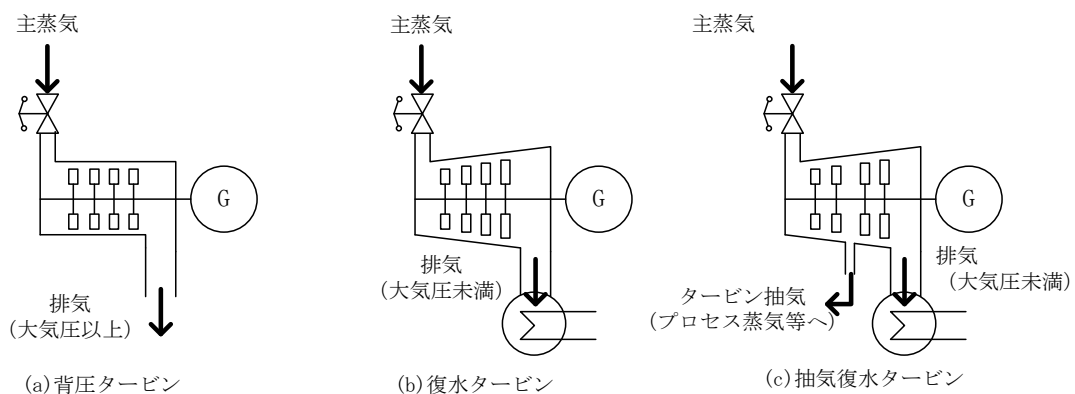 主蒸気
主蒸気
主蒸気
G
G
G
排気
(大気圧以上)
排気
(大気圧未満)
タービン抽気
(プロセス蒸気等へ)
排気
(大気圧未満)
(a)背圧タービン
(b)復水タービン
(c)抽気復水タービン